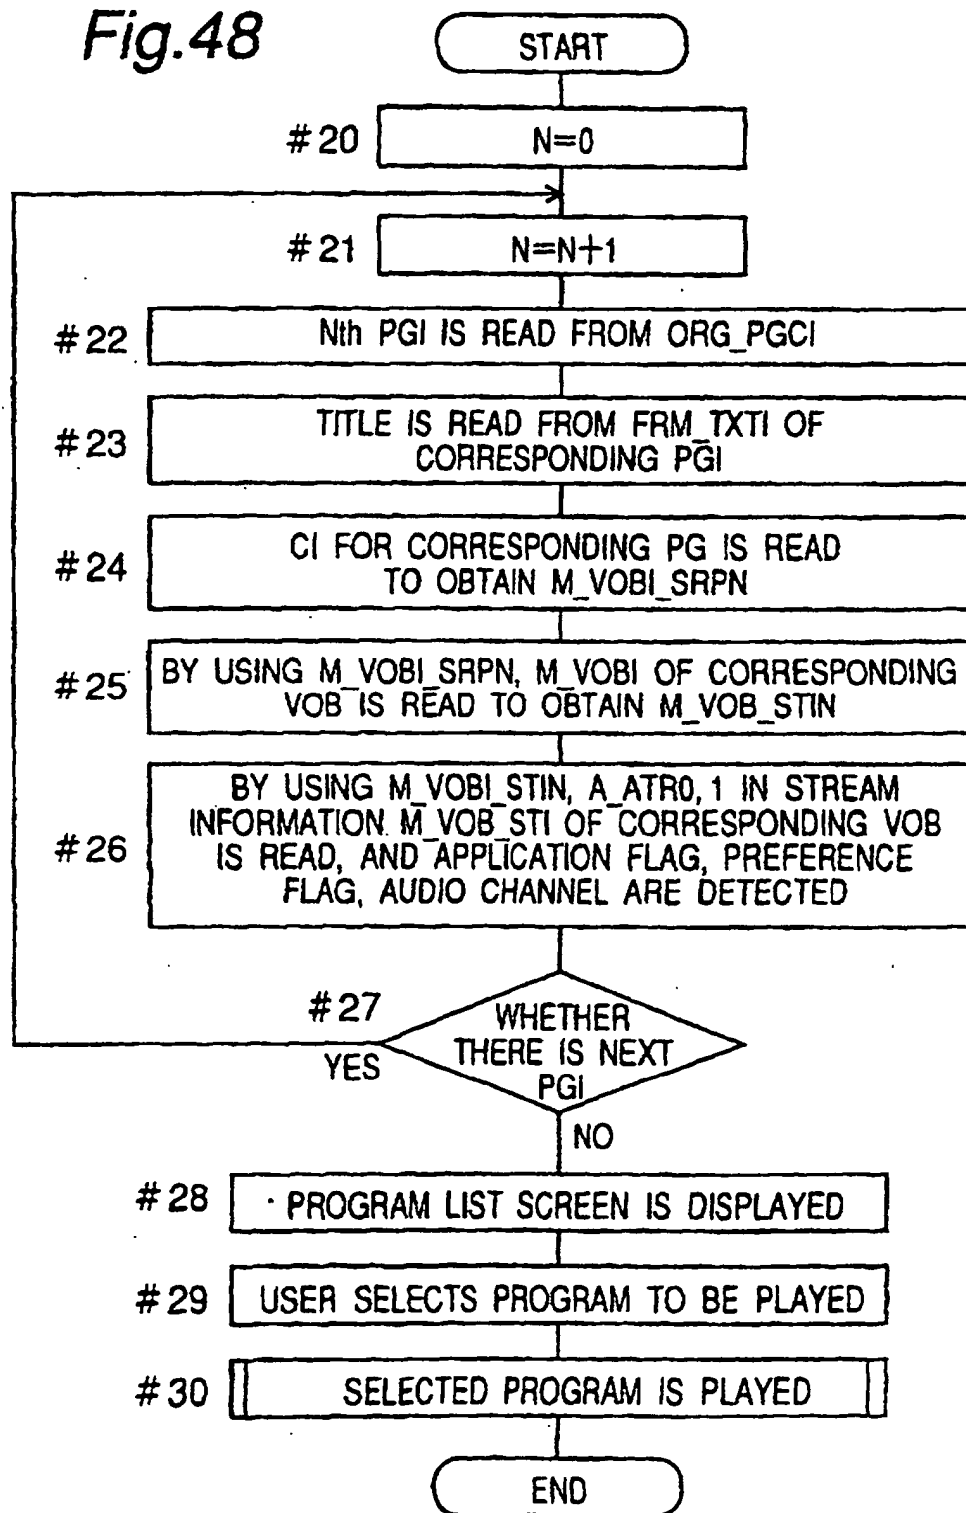 Fig.48
START
#20
N=0
#21
N=N+1
#22
Nth PGI IS READ FROM ORG_PGCI
#23
TITLE IS READ FROM FRM_TXTI OF
CORRESPONDING PGI
#24
CI FOR CORRESPONDING PG IS READ
TO OBTAIN M_VOBI_SRPN
#25
BY USING M_VOBI_SRPN, M_VOBI OF CORRESPONDING
VOB IS READ TO OBTAIN M_VOB_STIN
#26
BY USING M_VOBI_STIN, A_ATR0, 1 IN STREAM
INFORMATION M_VOB_STI OF CORRESPONDING VOB
IS READ, AND APPLICATION FLAG, PREFERENCE
FLAG, AUDIO CHANNEL ARE DETECTED
#27
WHETHER
THERE IS NEXT
PGI
YES
NO
#28
PROGRAM LIST SCREEN IS DISPLAYED
#29
USER SELECTS PROGRAM TO BE PLAYED
#30
SELECTED PROGRAM IS PLAYED
END